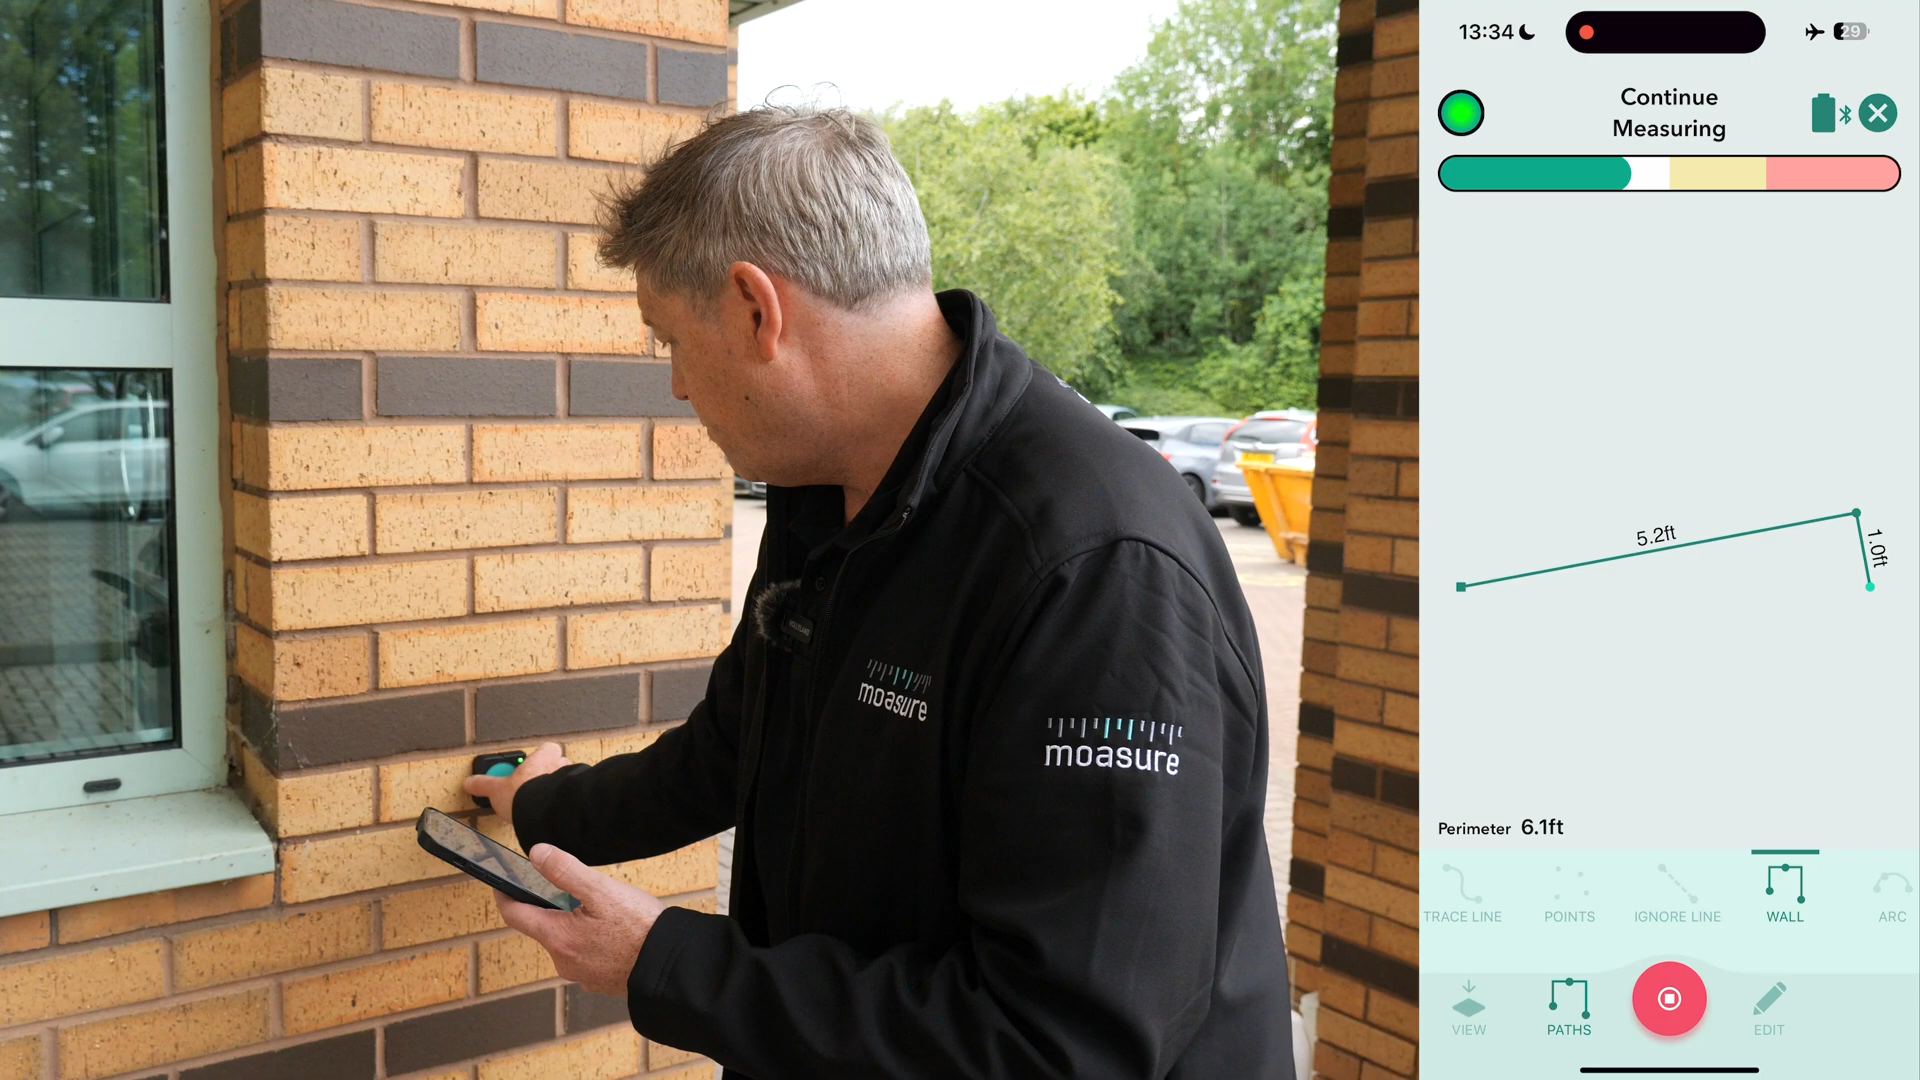 moasure
moasure
HOLLYLAND
13:34
29
Continue
Measuring
5.2ft
1.0ft
Perimeter 6.1ft
TRACE LINE
POINTS
IGNORE LINE
WALL
ARC
VIEW
PATHS
EDIT